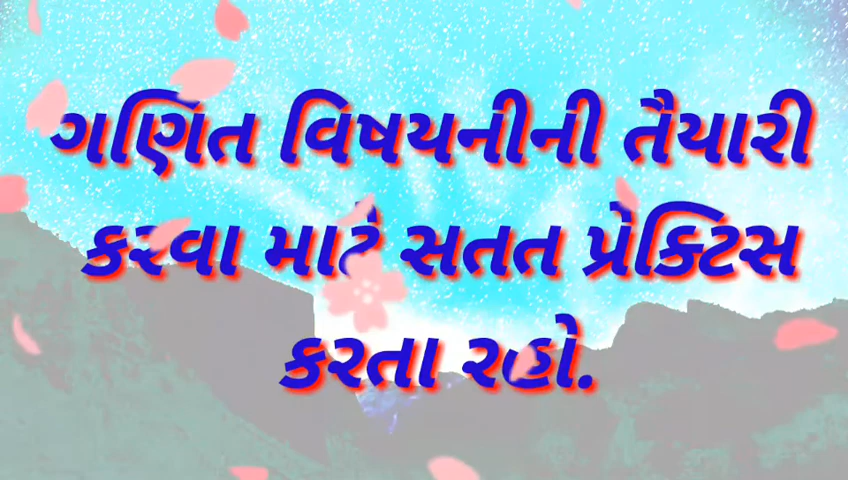 ગણિત વિષયનીની તૈયારી
કરવા માટે સતત પ્રેક્ટિસ
કરતા રહો.